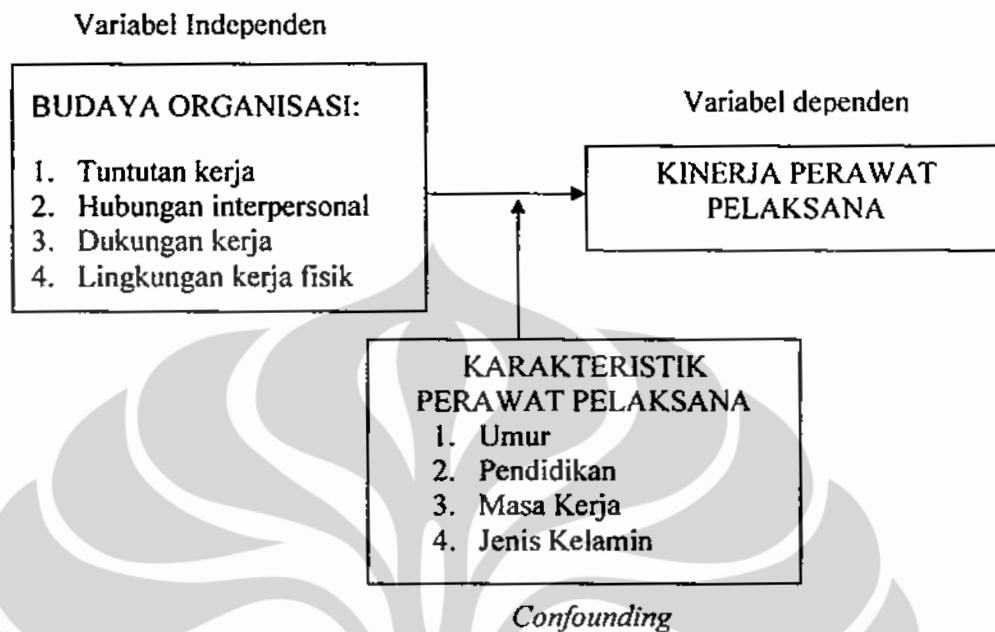 Variabel Independen
BUDAYA ORGANISASI:
1. Tuntutan kerja
2. Hubungan interpersonal
3. Dukungan kerja
4. Lingkungan kerja fisik
Variabel dependen
KINERJA PERAWAT
PELAKSANA
KARAKTERISTIK
PERAWAT PELAKSANA
1. Umur
2. Pendidikan
3. Masa Kerja
4. Jenis Kelamin
Confounding